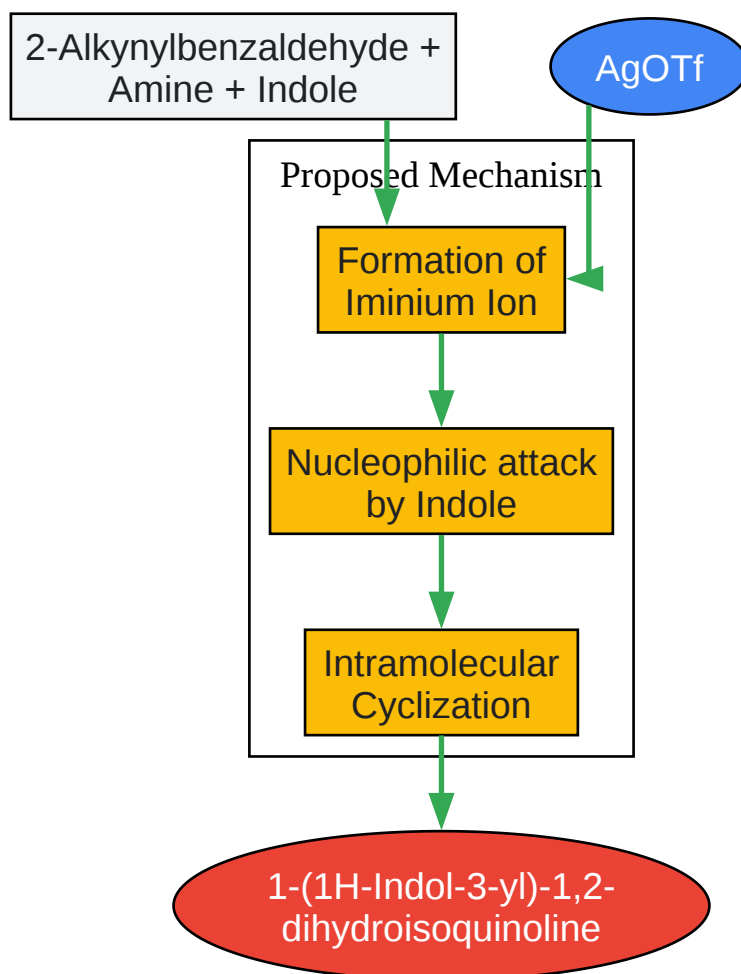 2-Alkynylbenzaldehyde +
Amine + Indole
AgOTf
Proposed Mechanism
Formation of
Iminium Ion
Nucleophilic attack
by Indole
Intramolecular
Cyclization
1-(1H-Indol-3-yl)-1,2-
dihydroisoquinoline